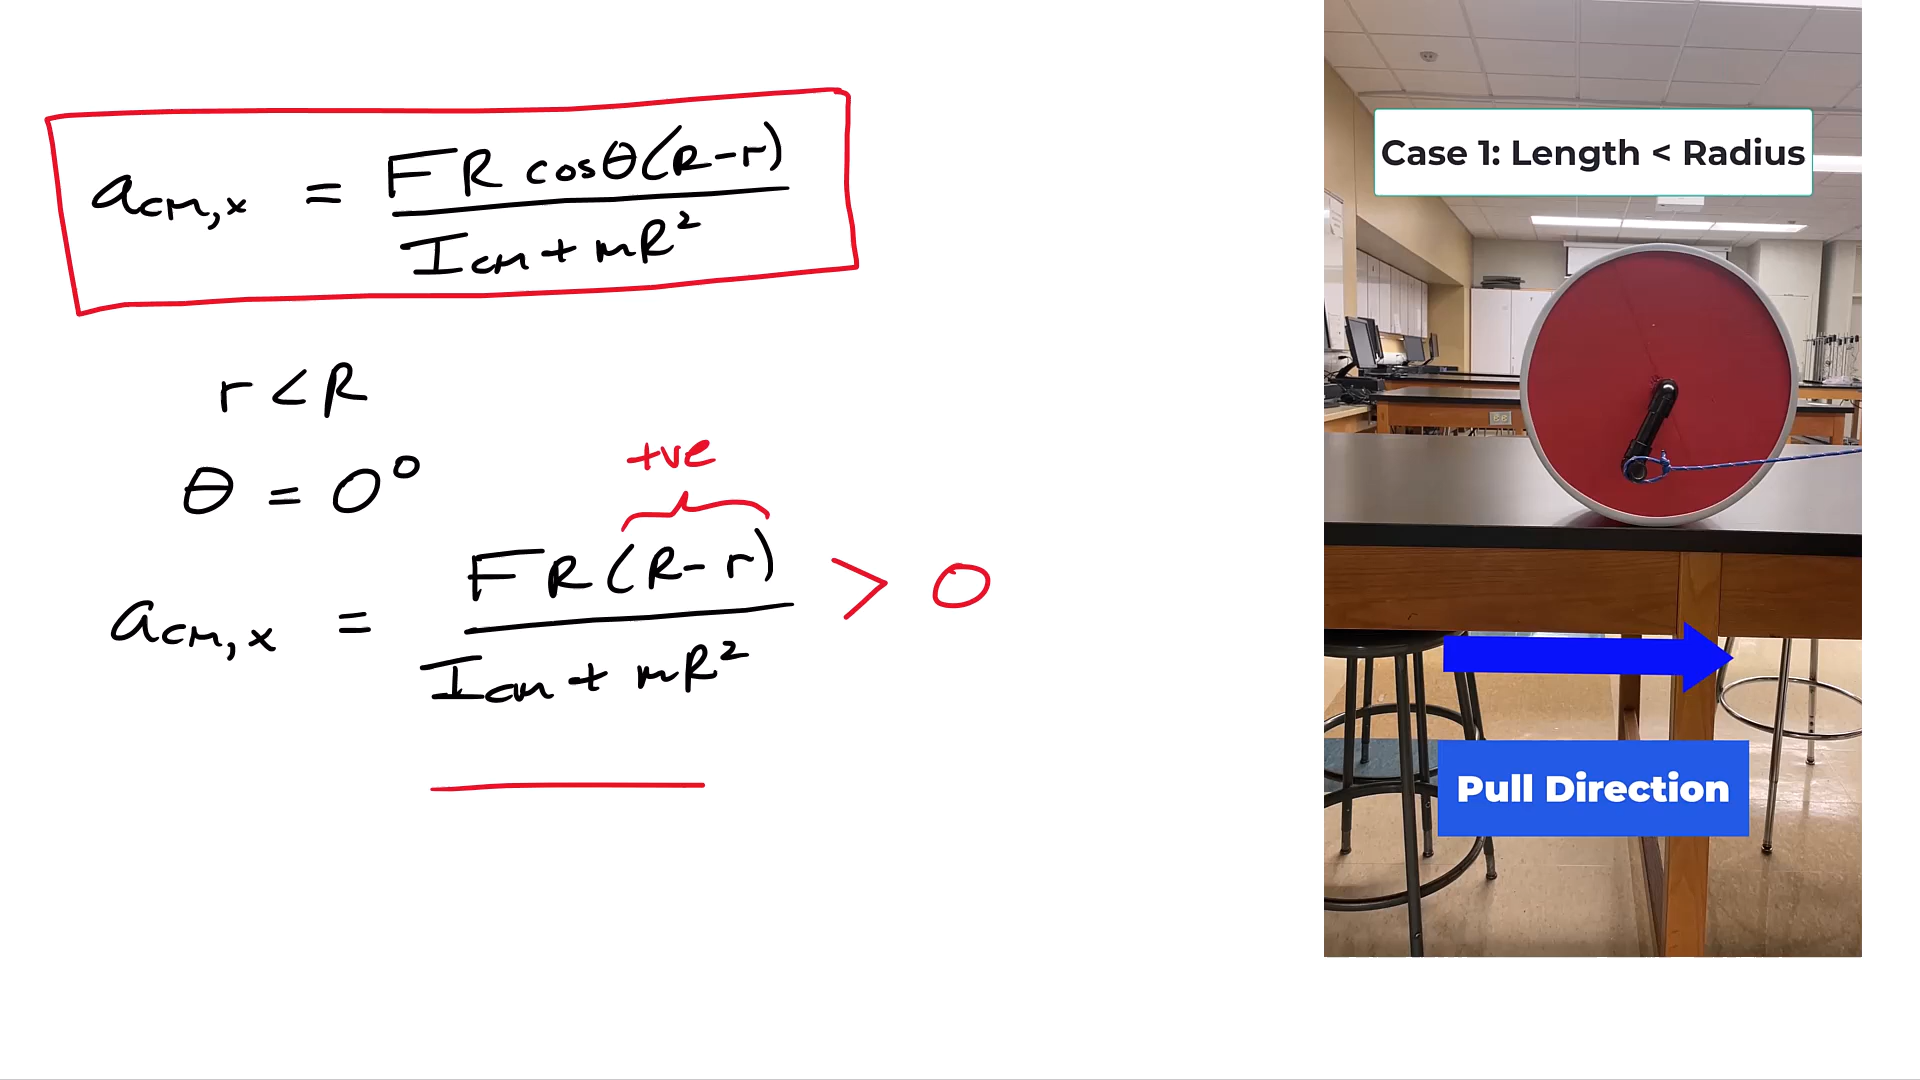 a_cm,x = FR cosθ(R-r) / I_cm + mR²
r < R
θ = 0°
+ve
a_cm,x = FR(R-r) / I_cm + mR² > 0
Case 1: Length < Radius
Pull Direction